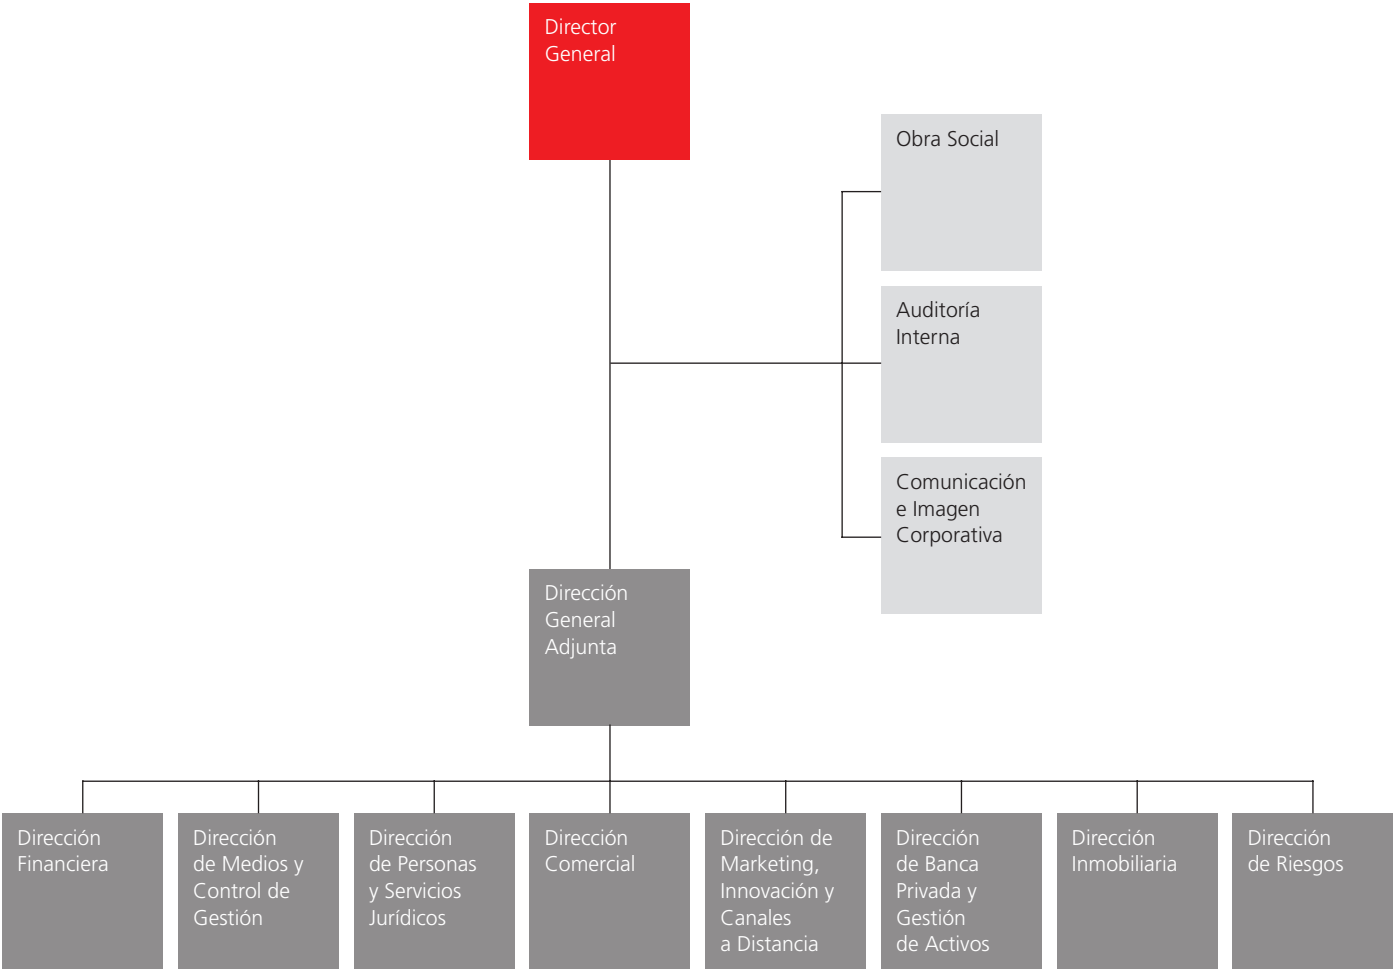 Director
General
Obra Social
Auditoría
Interna
Comunicación
e Imagen
Corporativa
Dirección
General
Adjunta
Dirección
Financiera
Dirección
de Medios y
Control de
Gestión
Dirección
de Personas
y Servicios
Jurídicos
Dirección
Comercial
Dirección de
Marketing,
Innovación y
Canales
a Distancia
Dirección
de Banca
Privada y
Gestión
de Activos
Dirección
Inmobiliaria
Dirección
de Riesgos